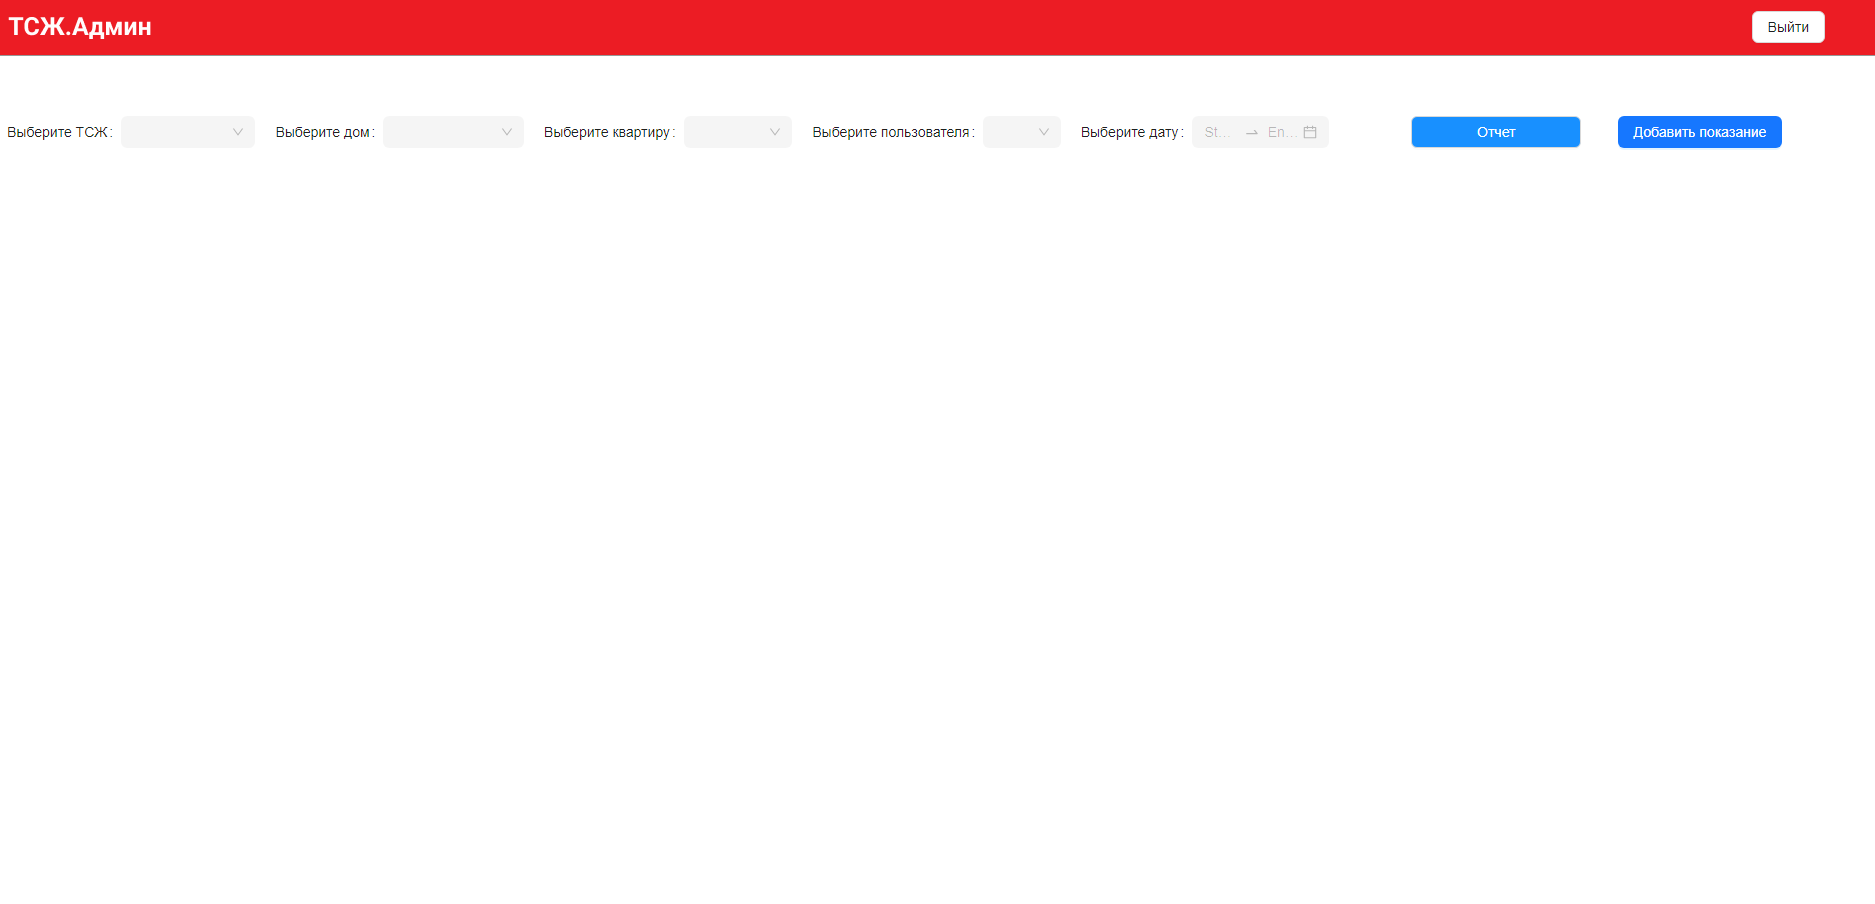 ТСЖ.Админ
Выйти
Выберите ТСЖ:
Выберите дом:
Выберите квартиру:
Выберите пользователя:
Выберите дату: St... En...
Отчет
Добавить показание